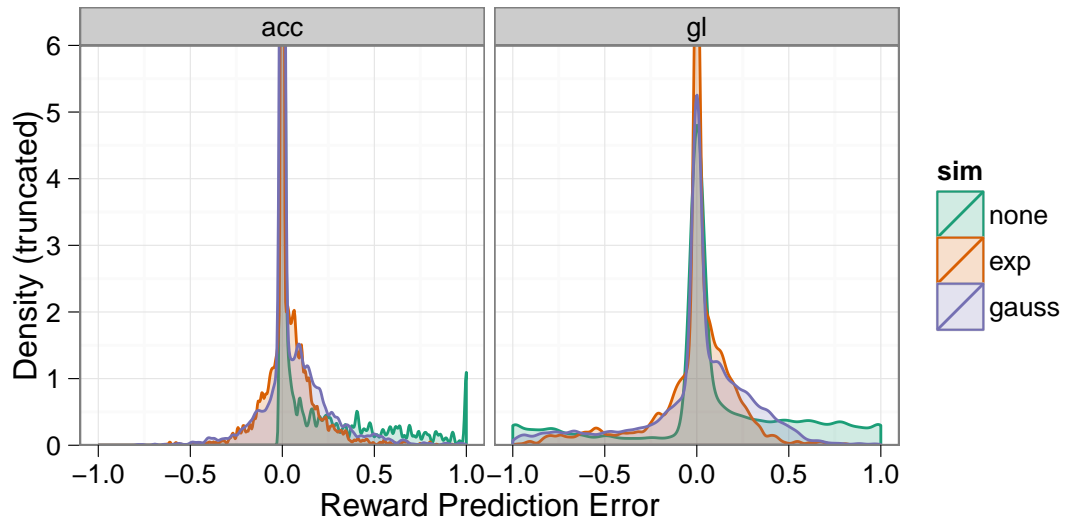 acc gl
Density (truncated)
6
5
4
3
2
1
0
−1.0 −0.5 0.0 0.5 1.0 −1.0 −0.5 0.0 0.5 1.0
Reward Prediction Error
sim
none
exp
gauss